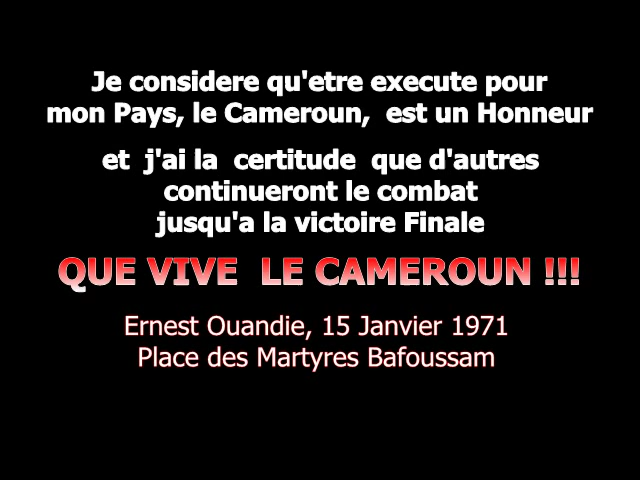 Je considere qu'etre execute pour
mon Pays, le Cameroun, est un Honneur
et j'ai la certitude que d'autres
continueront le combat
jusqu'a la victoire Finale
QUE VIVE LE CAMEROUN !!!
Ernest Ouandie, 15 Janvier 1971
Place des Martyres Bafoussam